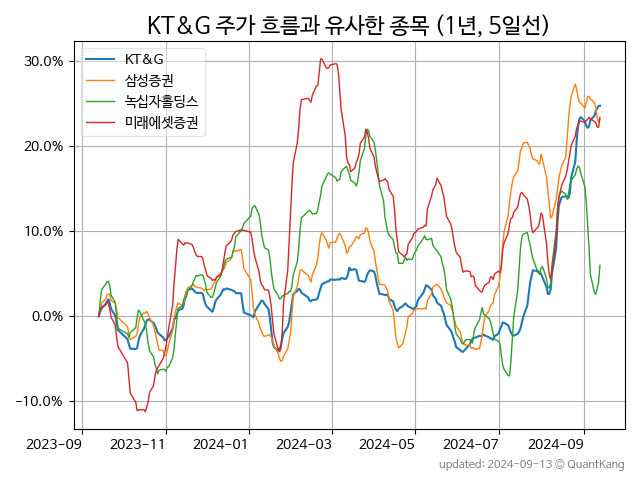 KT&G 주가 흐름과 유사한 종목 (1년, 5일선)
KT&G
삼성증권
녹십자홀딩스
미래에셋증권
30.0%
20.0%
10.0%
0.0%
−10.0%
2023-09 2023-11 2024-01 2024-03 2024-05 2024-07 2024-09
updated: 2024-09-13 © QuantKang